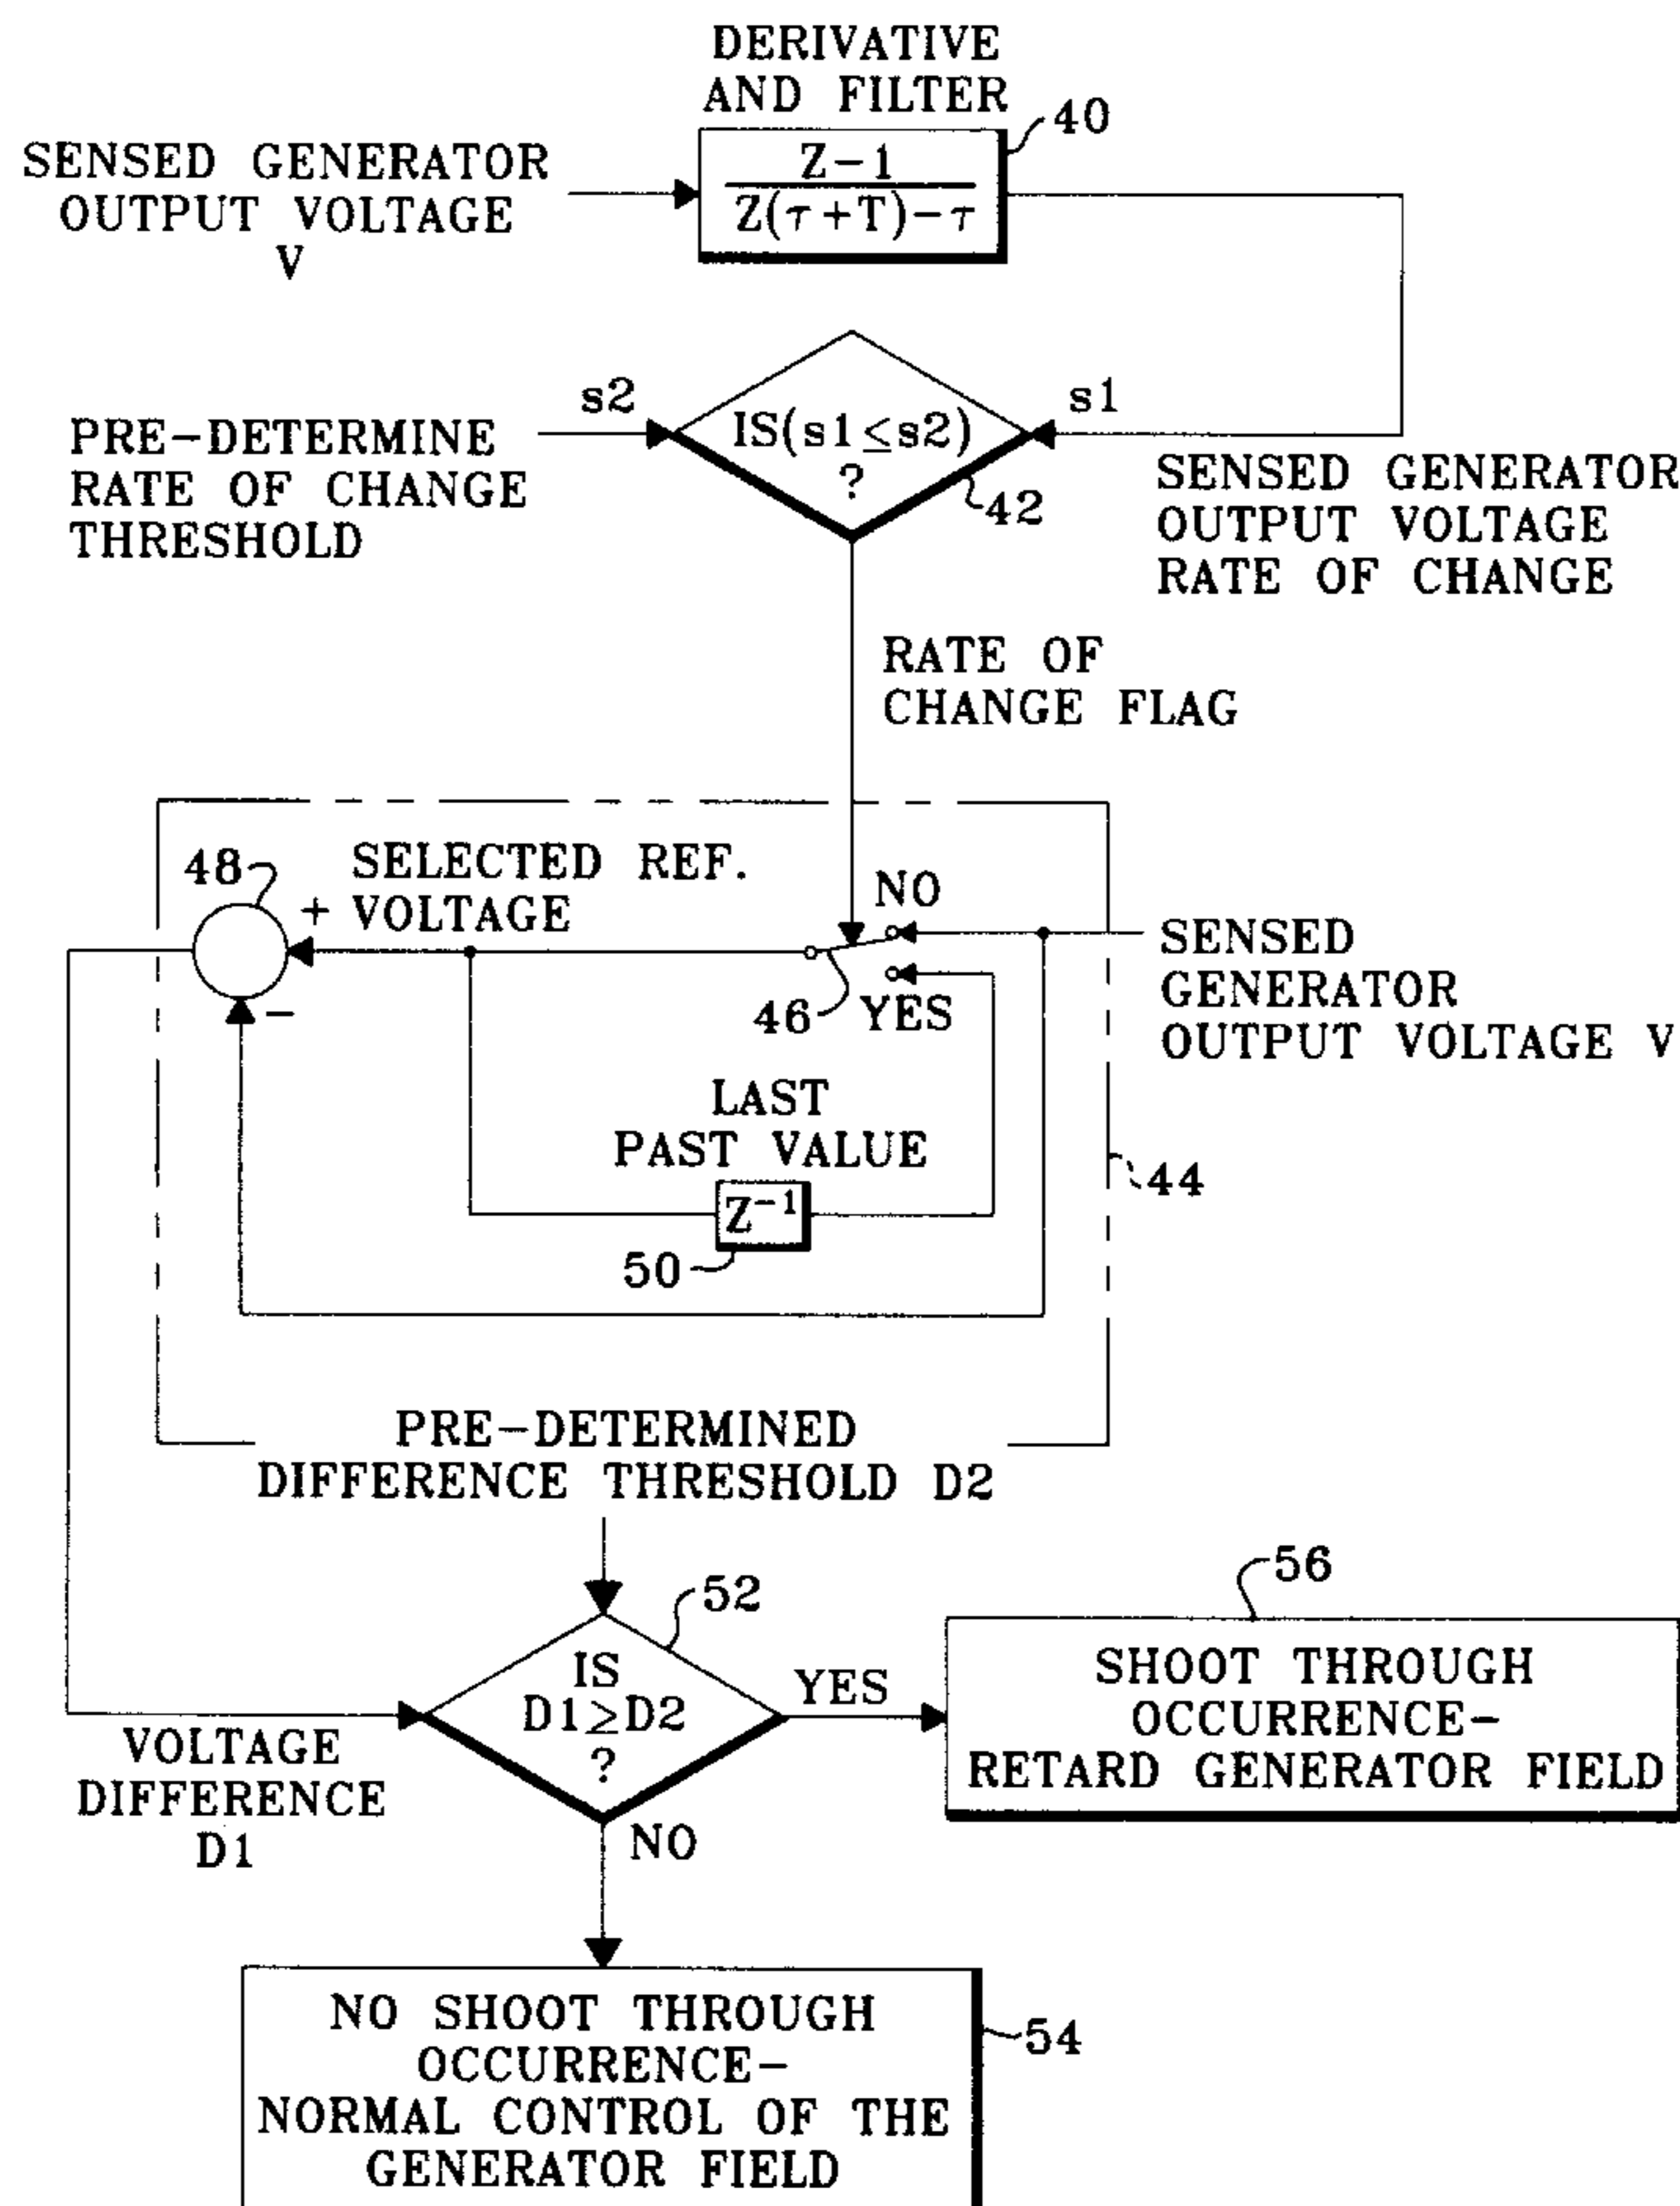 DERIVATIVE
AND FILTER
40
SENSED GENERATOR
OUTPUT VOLTAGE
V
Z-1
Z(τ+T)-τ
s2
s1
PRE-DETERMINE
RATE OF CHANGE
THRESHOLD
IS(s1≤s2)
?
42
SENSED GENERATOR
OUTPUT VOLTAGE
RATE OF CHANGE
RATE OF
CHANGE FLAG
48
SELECTED REF.
+ VOLTAGE
NO
-
46
YES
SENSED
GENERATOR
OUTPUT VOLTAGE V
LAST
PAST VALUE
Z⁻¹
50
44
PRE-DETERMINED
DIFFERENCE THRESHOLD D2
52
IS
D1≥D2
?
YES
NO
VOLTAGE
DIFFERENCE
D1
56
SHOOT THROUGH
OCCURRENCE-
RETARD GENERATOR FIELD
NO SHOOT THROUGH
OCCURRENCE-
NORMAL CONTROL OF THE
GENERATOR FIELD
54